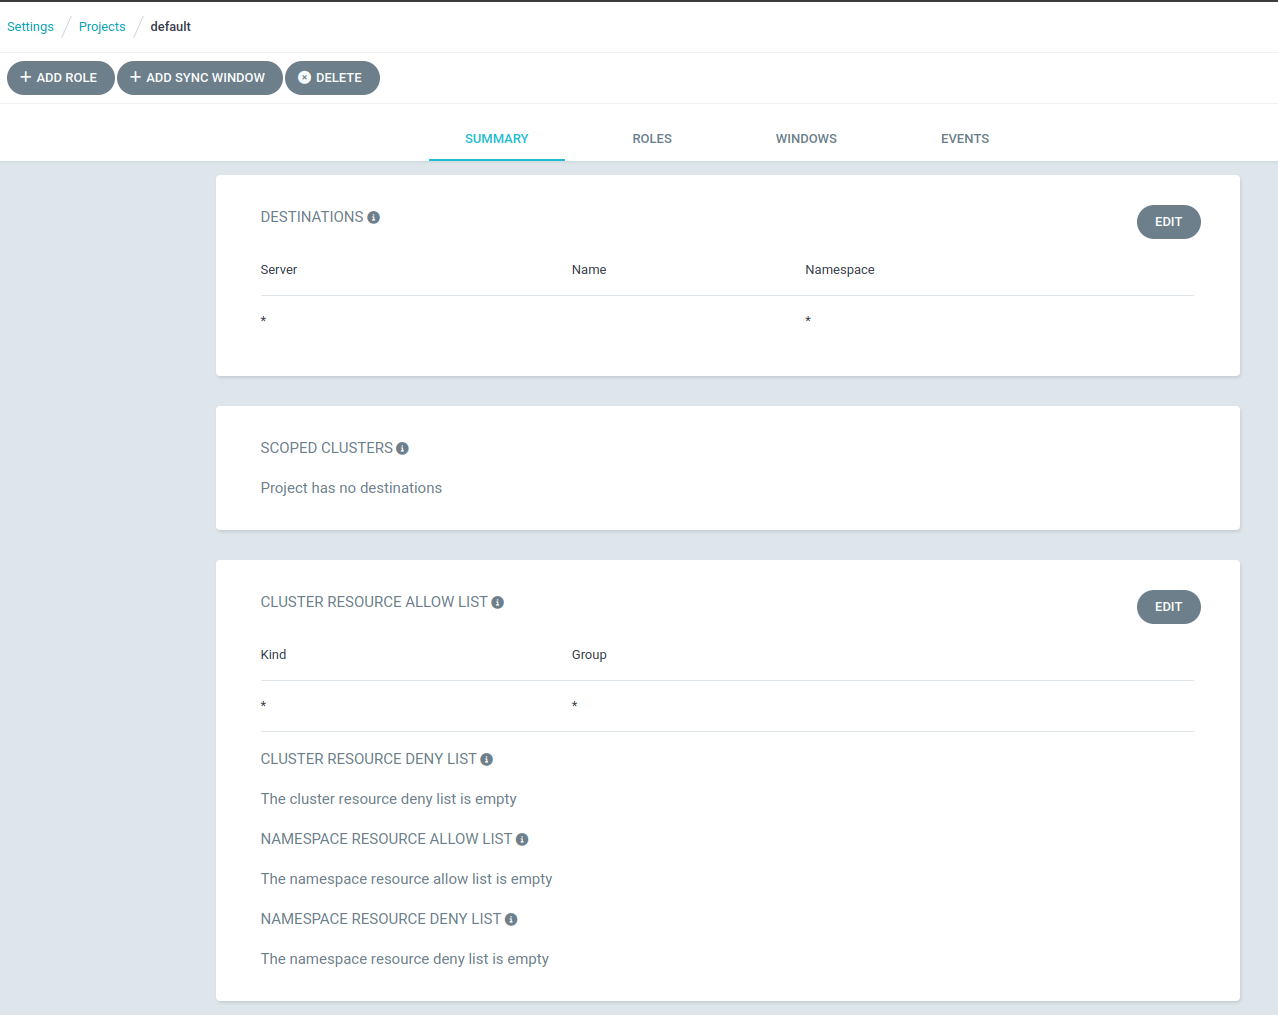 Settings / Projects / default
+ ADD ROLE + ADD SYNC WINDOW DELETE
SUMMARY ROLES WINDOWS EVENTS
DESTINATIONS EDIT
Server Name Namespace
* *
SCOPED CLUSTERS
Project has no destinations
CLUSTER RESOURCE ALLOW LIST EDIT
Kind Group
* *
CLUSTER RESOURCE DENY LIST
The cluster resource deny list is empty
NAMESPACE RESOURCE ALLOW LIST
The namespace resource allow list is empty
NAMESPACE RESOURCE DENY LIST
The namespace resource deny list is empty